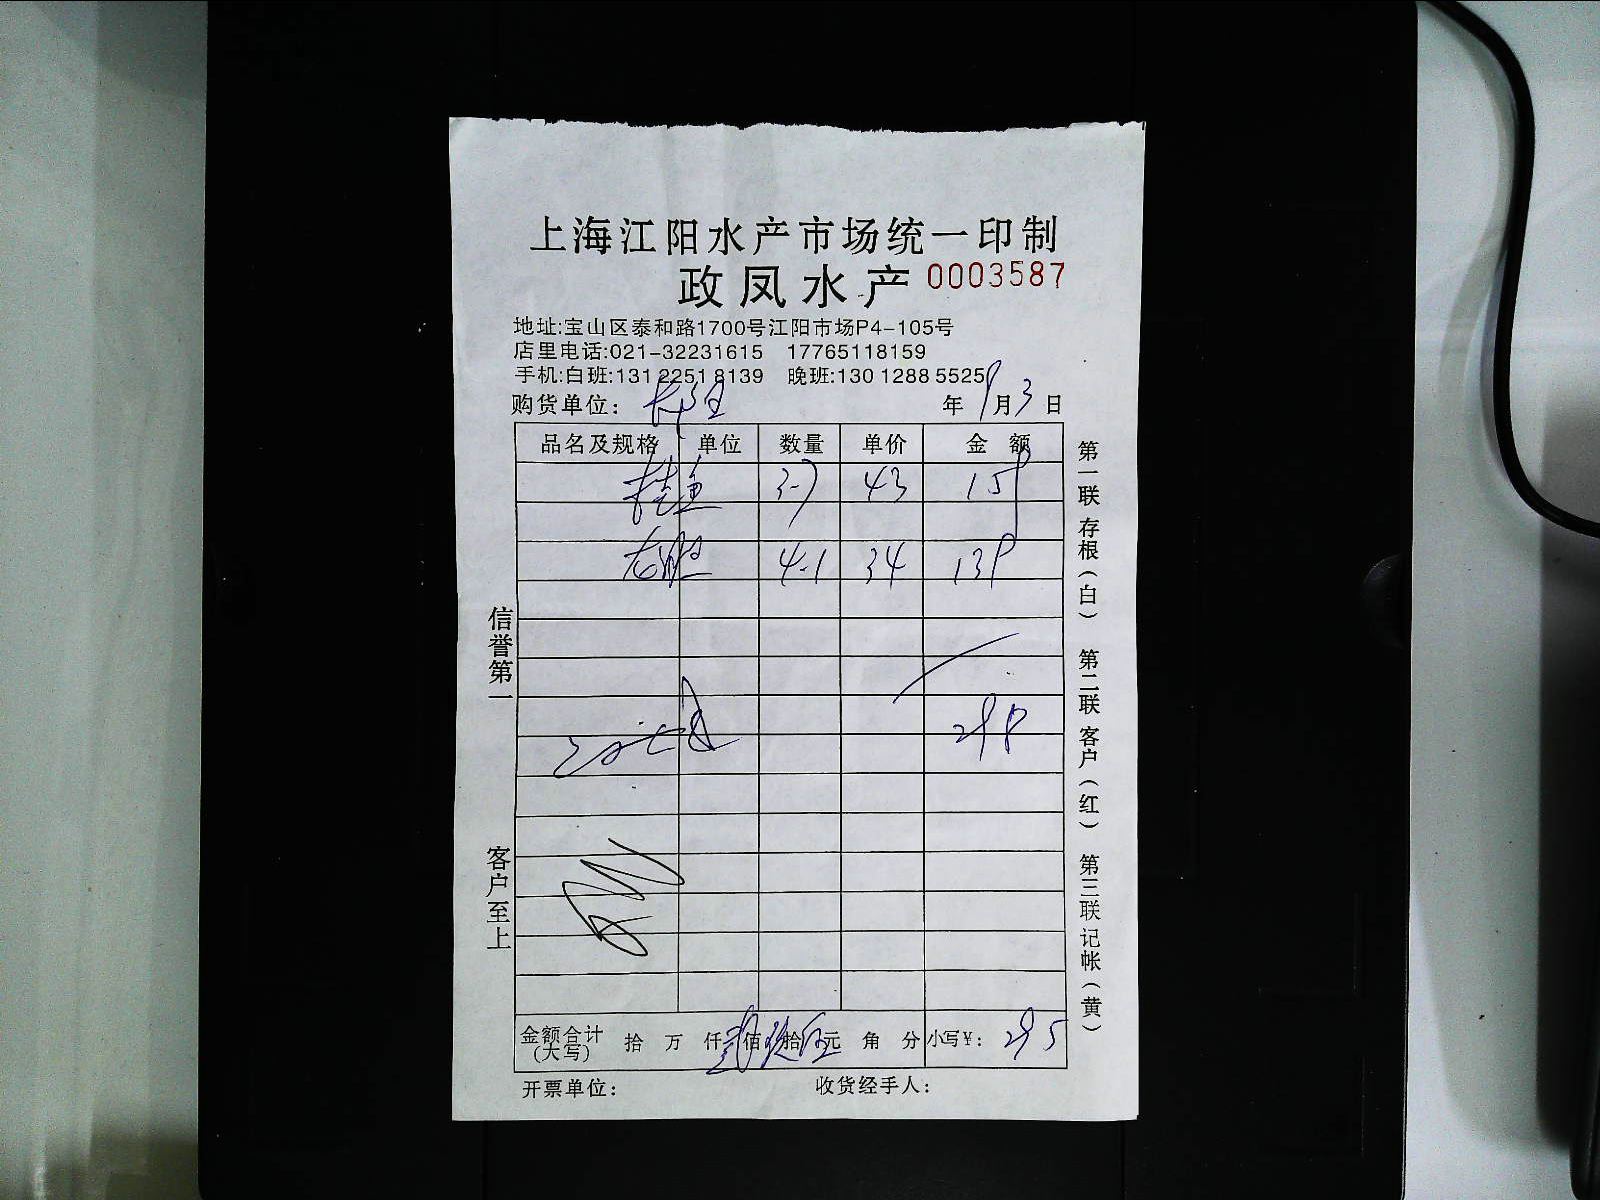 上海江阳水产市场统一印制
政凤水产 0003587
地址:宝山区泰和路1700号江阳市场P4-105号
店里电话:021-32231615 17765118159
手机:白班:131 2251 8139 晚班:130 1288 5525
购货单位: 年 9 月 3 日
品名及规格 单位 数量 单价 金 额
桂鱼 3-7 43 159
4-1 34 139
298
金额合计(大写) 拾 万 仟 贰 佰 玖 拾 伍 元 角 分 小写¥: 295
开票单位: 收货经手人:
信誉第一
客户至上
第一联 存根(白) 第二联 客户(红) 第三联 记帐(黄)